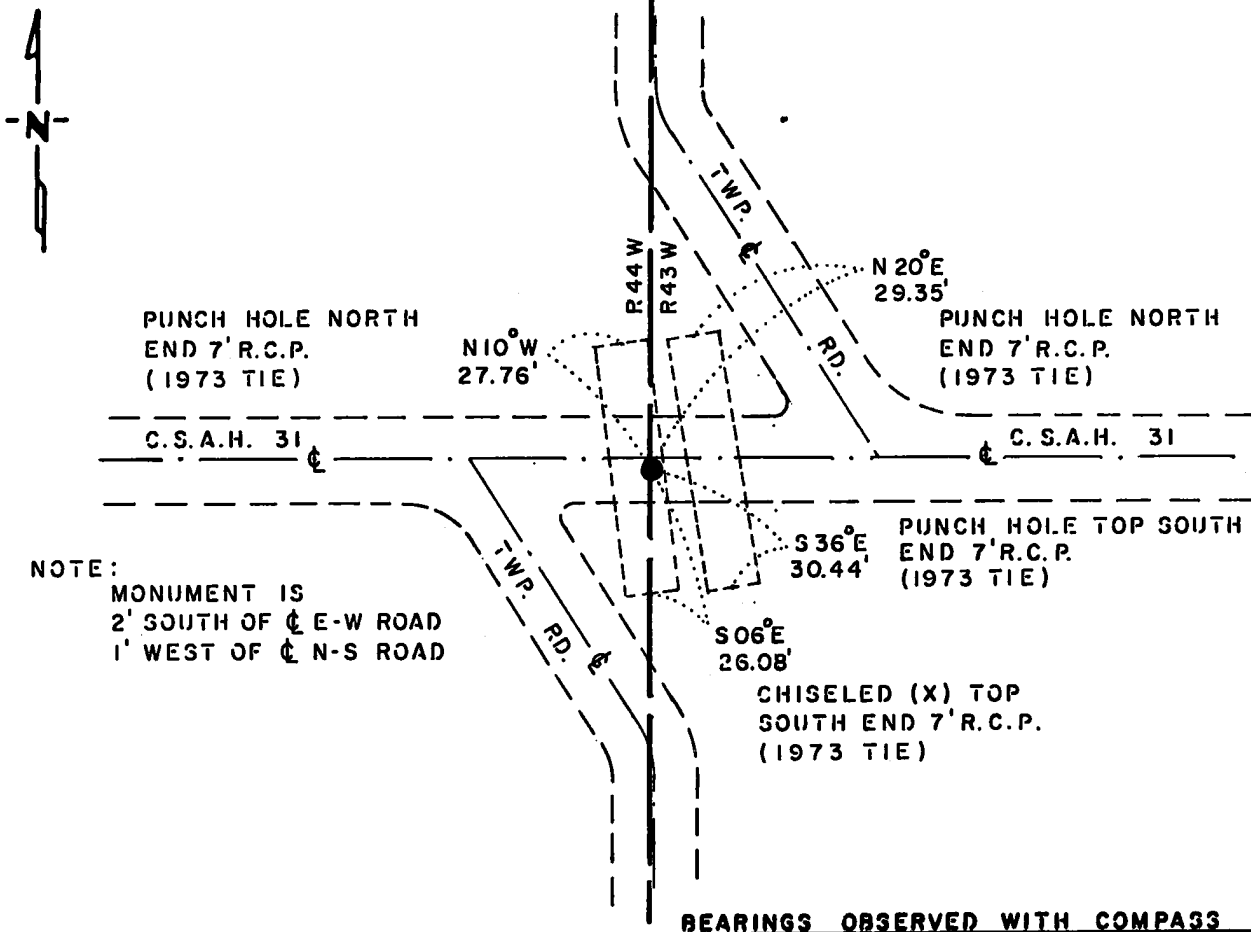 -N-
TWP.
℄
RD.
R44W
R43W
N 20°E
29.35'
PUNCH HOLE NORTH
END 7' R.C.P.
(1973 TIE)
N10°W
27.76'
PUNCH HOLE NORTH
END 7' R.C.P.
(1973 TIE)
C.S.A.H. 31
℄
℄
C.S.A.H. 31
PUNCH HOLE TOP SOUTH
END 7' R.C.P.
(1973 TIE)
S 36°E
30.44'
NOTE:
MONUMENT IS
2' SOUTH OF ℄ E-W ROAD
1' WEST OF ℄ N-S ROAD
TWP.
RD.
℄
S 06°E
26.08'
CHISELED (X) TOP
SOUTH END 7' R.C.P.
(1973 TIE)
BEARINGS OBSERVED WITH COMPASS